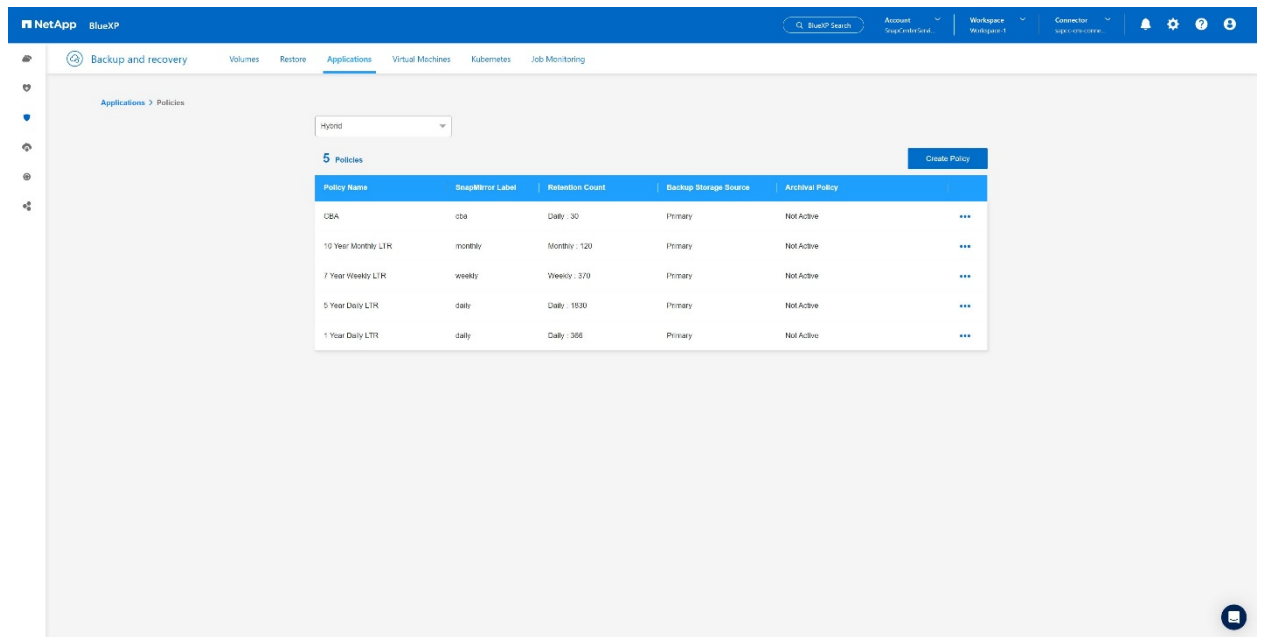 NetApp BlueXP
BlueXP Search
Account
SnapCenterServi...
Workspace
Workspace-1
Connector
sapcc-cm-conne...
Backup and recovery
Volumes
Restore
Applications
Virtual Machines
Kubernetes
Job Monitoring
Applications > Policies
Hybrid
5 Policies
Create Policy
Policy Name SnapMirror Label Retention Count Backup Storage Source Archival Policy
CBA cba Daily : 30 Primary Not Active
10 Year Monthly LTR monthly Monthly : 120 Primary Not Active
7 Year Weekly LTR weekly Weekly : 370 Primary Not Active
5 Year Daily LTR daily Daily : 1830 Primary Not Active
1 Year Daily LTR daily Daily : 366 Primary Not Active